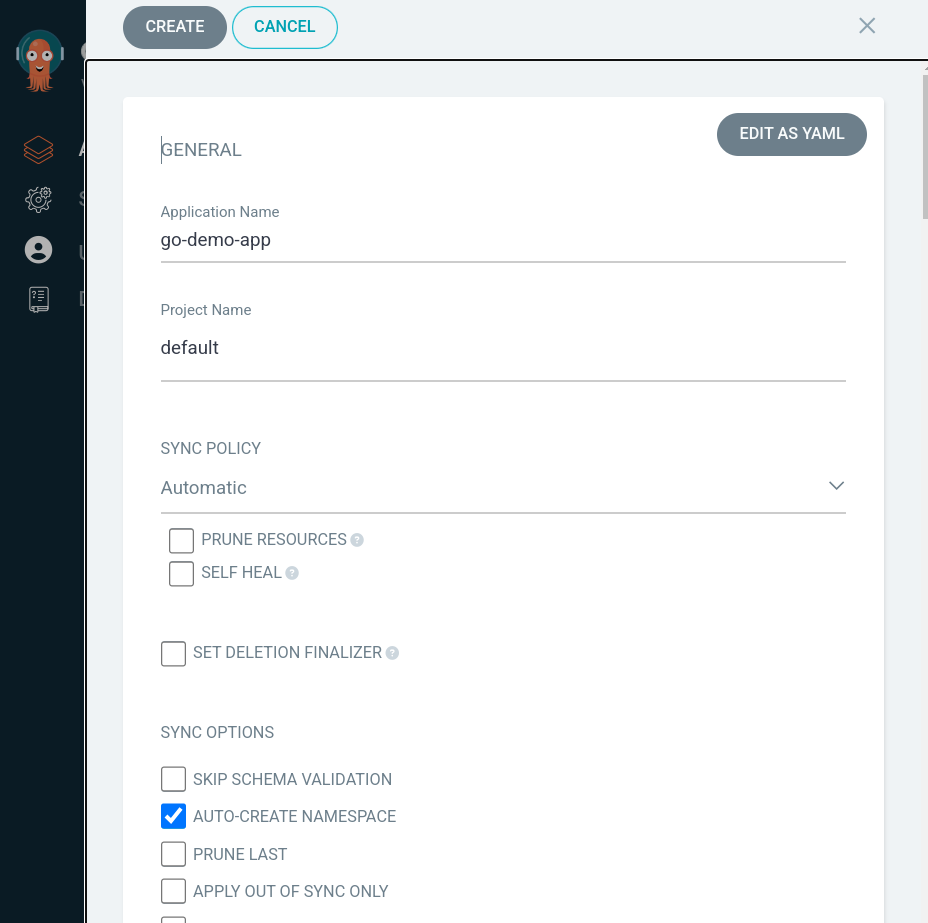 CREATE CANCEL
EDIT AS YAML
GENERAL
Application Name
go-demo-app
Project Name
default
SYNC POLICY
Automatic
PRUNE RESOURCES ?
SELF HEAL ?
SET DELETION FINALIZER ?
SYNC OPTIONS
SKIP SCHEMA VALIDATION
AUTO-CREATE NAMESPACE
PRUNE LAST
APPLY OUT OF SYNC ONLY